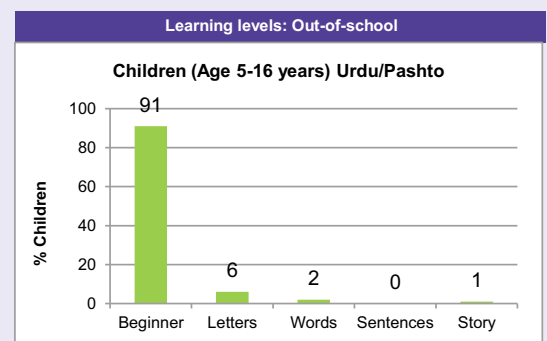 Learning levels: Out-of-school
Children (Age 5-16 years) Urdu/Pashto
% Children
100
80
60
40
20
0
91
6
2
0
1
Beginner Letters Words Sentences Story